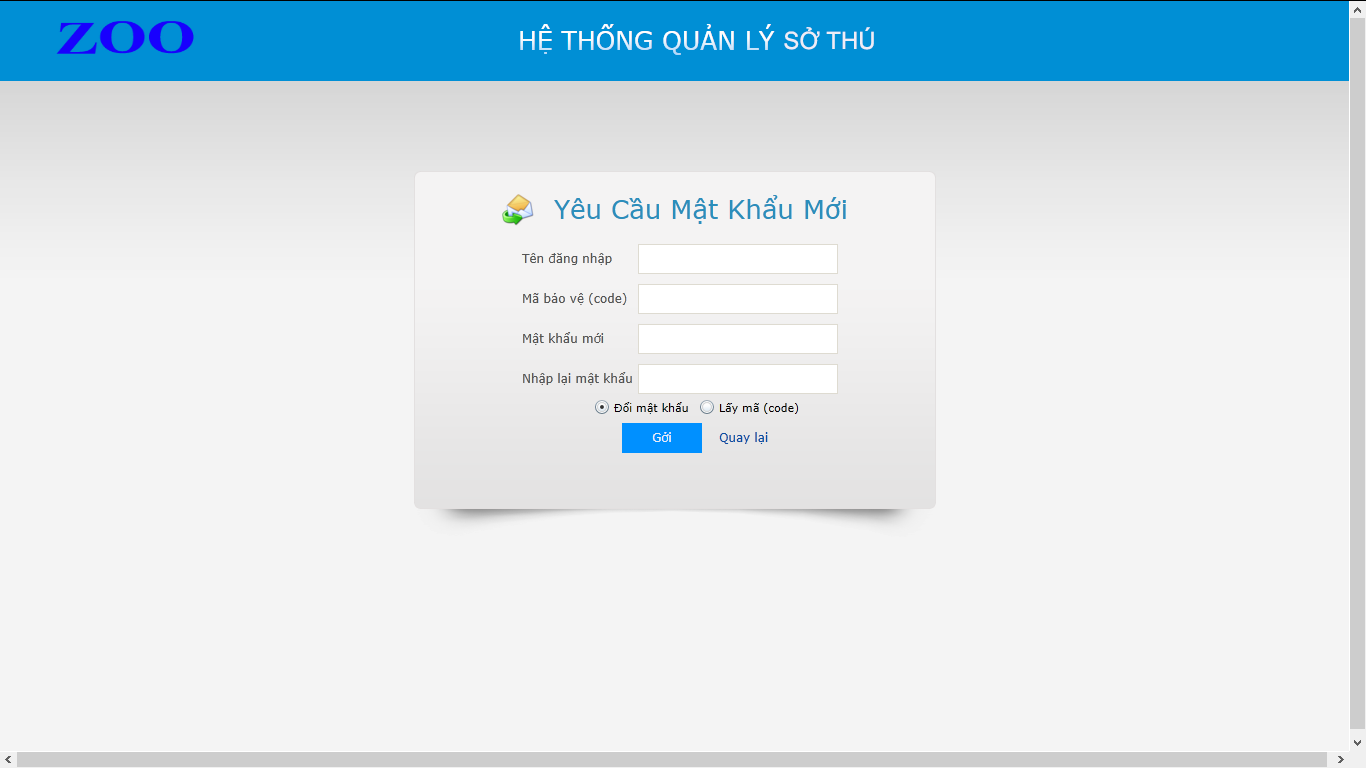 ZOO
HỆ THỐNG QUẢN LÝ SỞ THÚ
Yêu Cầu Mật Khẩu Mới
Tên đăng nhập
Mã bảo vệ (code)
Mật khẩu mới
Nhập lại mật khẩu
Đổi mật khẩu Lấy mã (code)
Gởi Quay lại